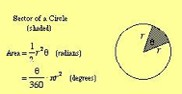 Sector of a Circle
(shaded)
Area = 1/2 r²θ (radians)
= θ/360 · πr² (degrees)
r
θ
r